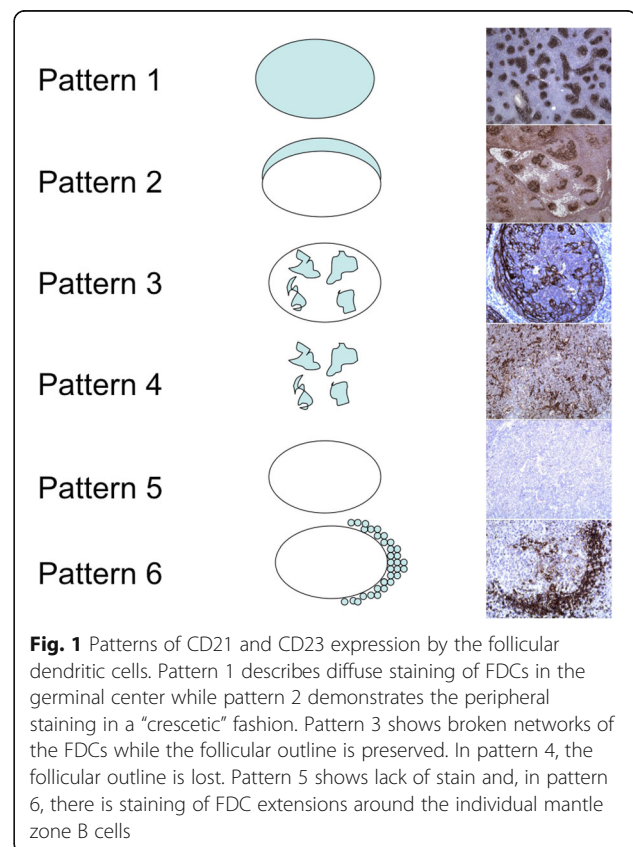 Pattern 1
Pattern 2
Pattern 3
Pattern 4
Pattern 5
Pattern 6
Fig. 1 Patterns of CD21 and CD23 expression by the follicular
dendritic cells. Pattern 1 describes diffuse staining of FDCs in the
germinal center while pattern 2 demonstrates the peripheral
staining in a “crescetic” fashion. Pattern 3 shows broken networks of
the FDCs while the follicular outline is preserved. In pattern 4, the
follicular outline is lost. Pattern 5 shows lack of stain and, in pattern
6, there is staining of FDC extensions around the individual mantle
zone B cells